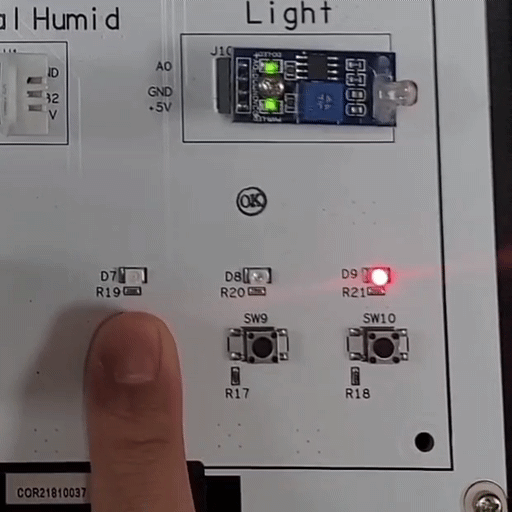 al Humid
Light
J10
A0
GND
+5V
ND
32
V
OK
D7
R19
D8
R20
D9
R21
SW9
SW10
R17
R18
COR21810037